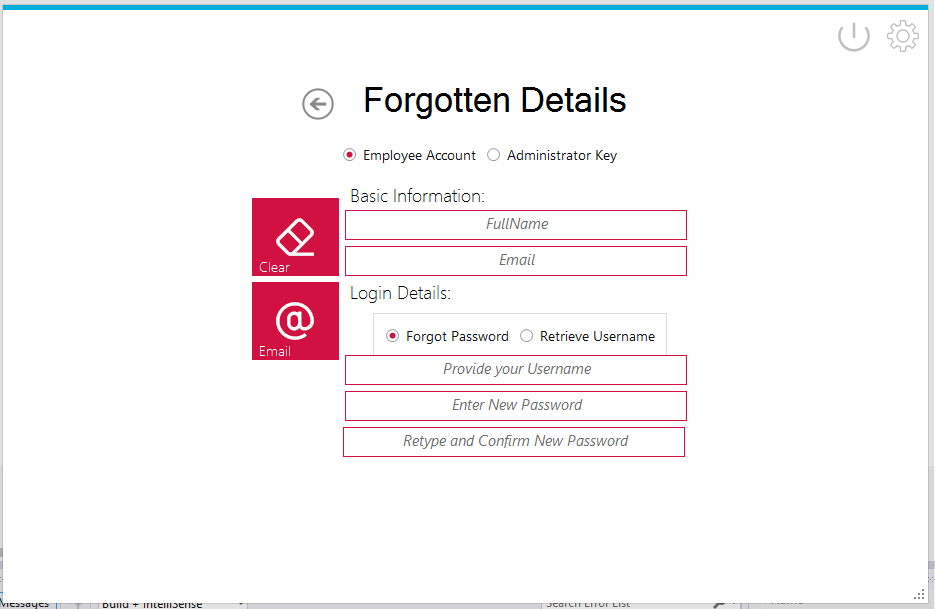 Forgotten Details
Employee Account Administrator Key
Basic Information:
FullName
Clear
Email
Login Details:
Email
Forgot Password Retrieve Username
Provide your Username
Enter New Password
Retype and Confirm New Password
Messages Build + IntelliSense Search Error List